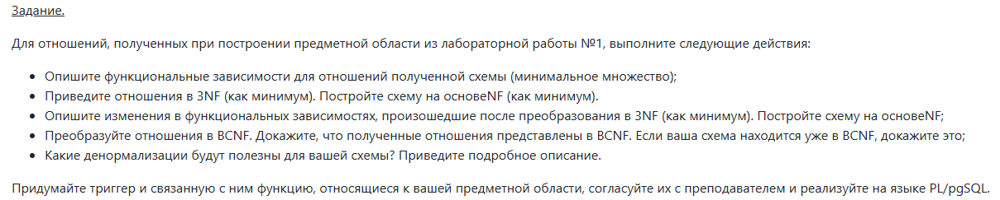 Задание.
Для отношений, полученных при построении предметной области из лабораторной работы №1, выполните следующие действия:
Опишите функциональные зависимости для отношений полученной схемы (минимальное множество);
Приведите отношения в 3NF (как минимум). Постройте схему на основеNF (как минимум).
Опишите изменения в функциональных зависимостях, произошедшие после преобразования в 3NF (как минимум). Постройте схему на основеNF;
Преобразуйте отношения в BCNF. Докажите, что полученные отношения представлены в BCNF. Если ваша схема находится уже в BCNF, докажите это;
Какие денормализации будут полезны для вашей схемы? Приведите подробное описание.
Придумайте триггер и связанную с ним функцию, относящиеся к вашей предметной области, согласуйте их с преподавателем и реализуйте на языке PL/pgSQL.